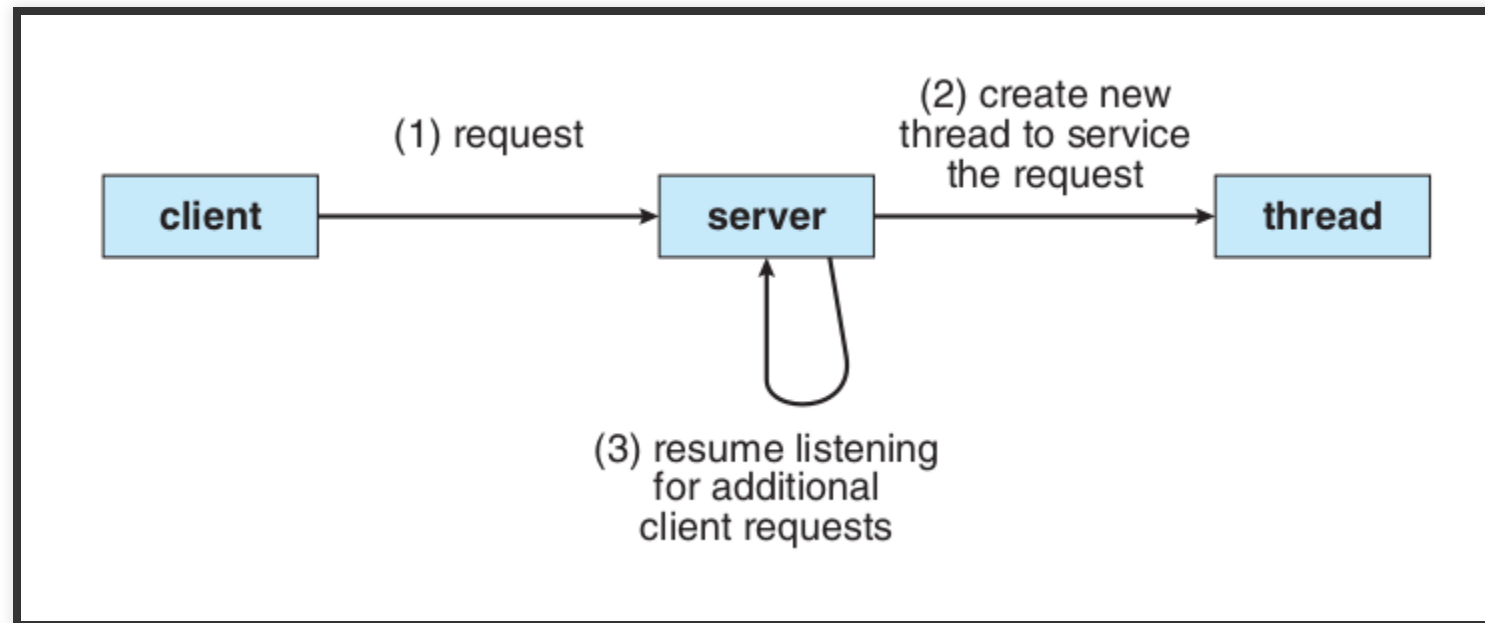 (1) request
(2) create new
thread to service
the request
client
server
thread
(3) resume listening
for additional
client requests